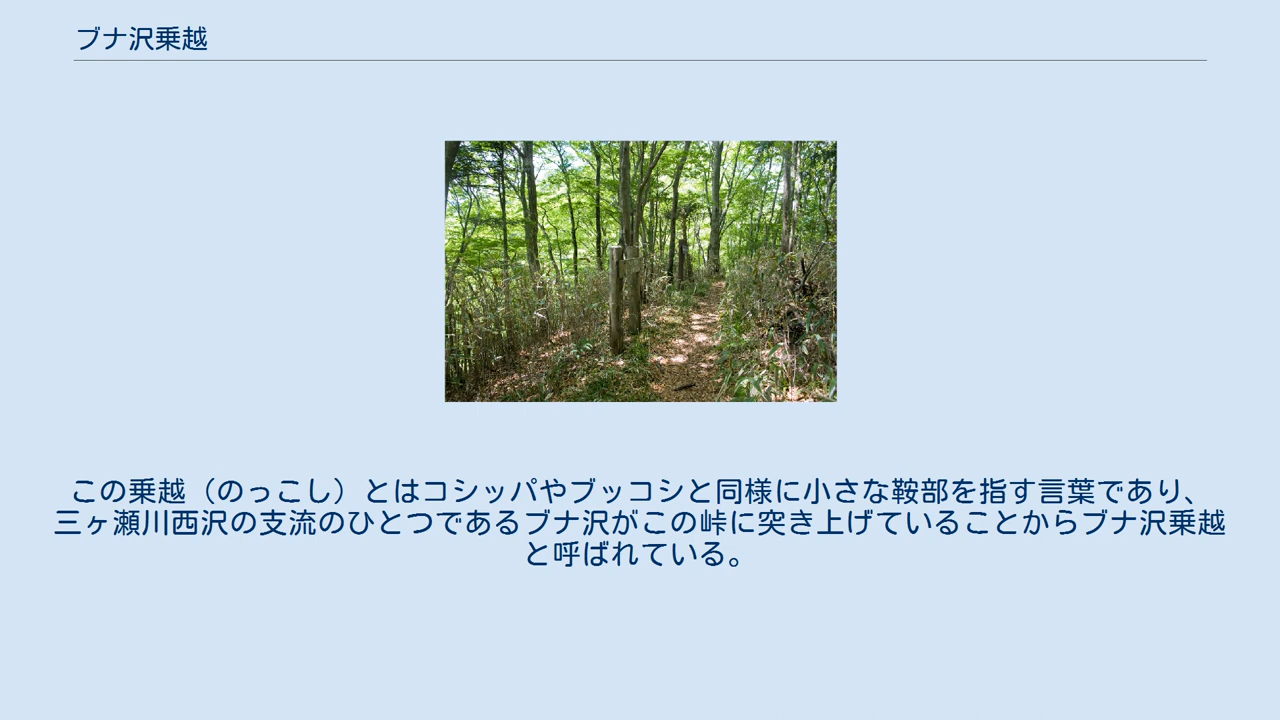 ブナ沢乗越
この乗越（のっこし）とはコシッパやブッコシと同様に小さな鞍部を指す言葉であり、
三ヶ瀬川西沢の支流のひとつであるブナ沢がこの峠に突き上げていることからブナ沢乗越
と呼ばれている。